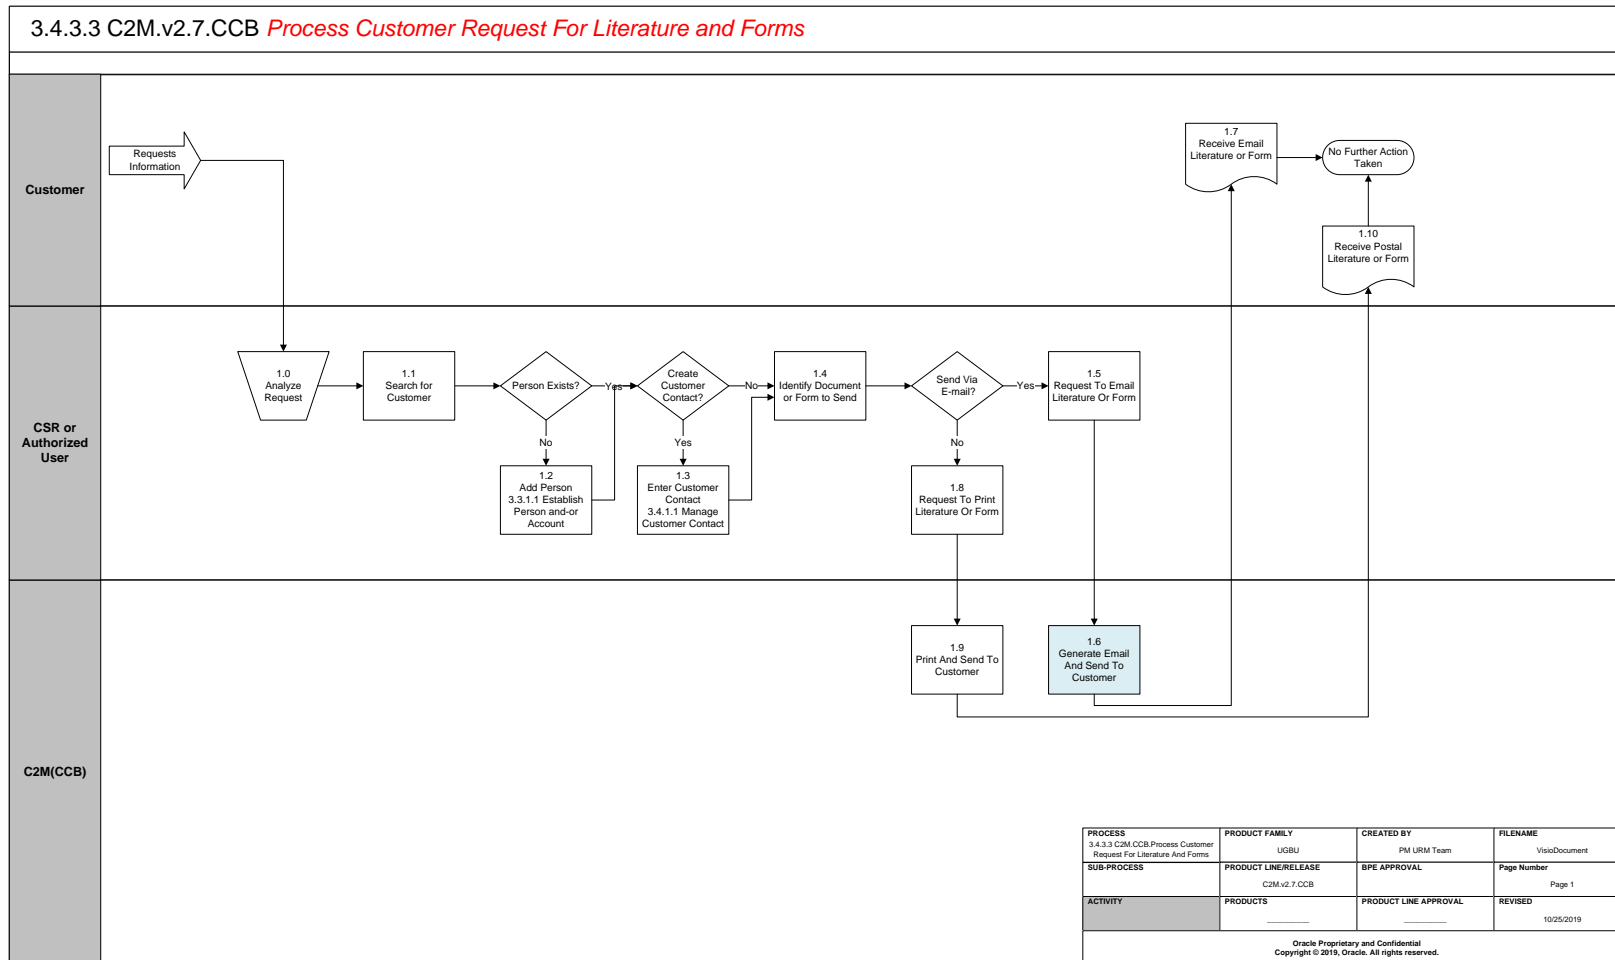 3.4.3.3 C2M.v2.7.CCB Process Customer Request For Literature and Forms
Customer
Requests
Information
1.7
Receive Email
Literature or Form
No Further Action
Taken
1.10
Receive Postal
Literature or Form
CSR or
Authorized
User
1.0
Analyze
Request
1.1
Search for
Customer
Person Exists?
Yes
No
1.2
Add Person
3.3.1.1 Establish
Person and-or
Account
Create
Customer
Contact?
No
Yes
1.3
Enter Customer
Contact
3.4.1.1 Manage
Customer Contact
1.4
Identify Document
or Form to Send
Send Via
E-mail?
Yes
No
1.5
Request To Email
Literature Or Form
1.8
Request To Print
Literature Or Form
C2M(CCB)
1.9
Print And Send To
Customer
1.6
Generate Email
And Send To
Customer
PROCESS
3.4.3.3 C2M.CCB.Process Customer
Request For Literature And Forms
PRODUCT FAMILY
UGBU
CREATED BY
PM URM Team
FILENAME
VisioDocument
SUB-PROCESS
PRODUCT LINE/RELEASE
C2M.v2.7.CCB
BPE APPROVAL
Page Number
Page 1
ACTIVITY
PRODUCTS
PRODUCT LINE APPROVAL
REVISED
10/25/2019
Oracle Proprietary and Confidential
Copyright © 2019, Oracle. All rights reserved.